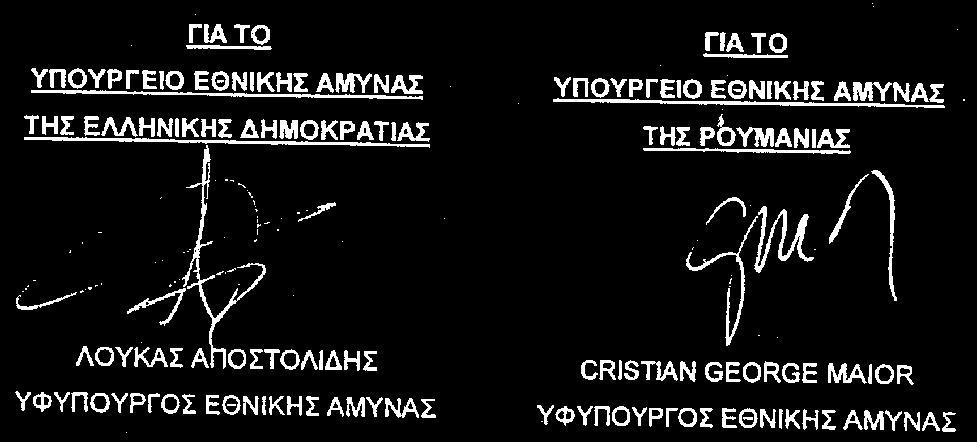 ΓΙΑ ΤΟ
ΥΠΟΥΡΓΕΙΟ ΕΘΝΙΚΗΣ ΑΜΥΝΑΣ
ΤΗΣ ΕΛΛΗΝΙΚΗΣ ΔΗΜΟΚΡΑΤΙΑΣ
ΛΟΥΚΑΣ ΑΠΟΣΤΟΛΙΔΗΣ
ΥΦΥΠΟΥΡΓΟΣ ΕΘΝΙΚΗΣ ΑΜΥΝΑΣ
ΓΙΑ ΤΟ
ΥΠΟΥΡΓΕΙΟ ΕΘΝΙΚΗΣ ΑΜΥΝΑΣ
ΤΗΣ ΡΟΥΜΑΝΙΑΣ
CRISTIAN GEORGE MAIOR
ΥΦΥΠΟΥΡΓΟΣ ΕΘΝΙΚΗΣ ΑΜΥΝΑΣ